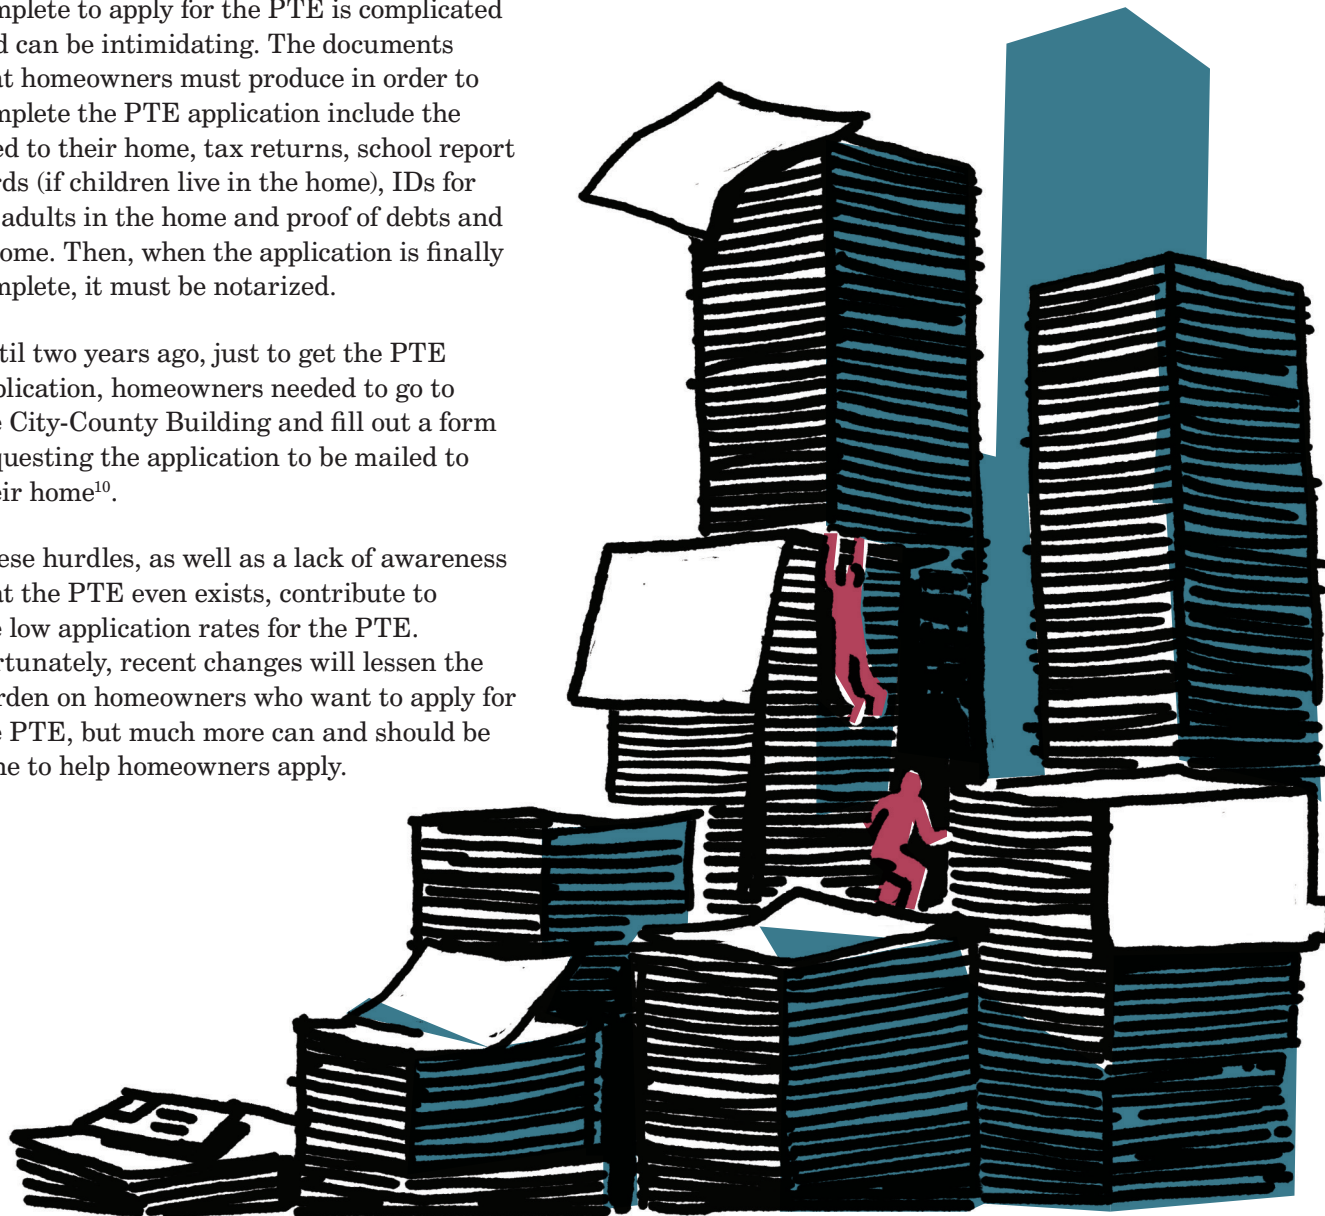 mplete to apply for the PTE is complicated
d can be intimidating. The documents
at homeowners must produce in order to
mplete the PTE application include the
ed to their home, tax returns, school report
rds (if children live in the home), IDs for
adults in the home and proof of debts and
ome. Then, when the application is finally
mplete, it must be notarized.
til two years ago, just to get the PTE
plication, homeowners needed to go to
e City-County Building and fill out a form
questing the application to be mailed to
eir home¹⁰.
ese hurdles, as well as a lack of awareness
at the PTE even exists, contribute to
e low application rates for the PTE.
rtunately, recent changes will lessen the
rden on homeowners who want to apply for
e PTE, but much more can and should be
ne to help homeowners apply.